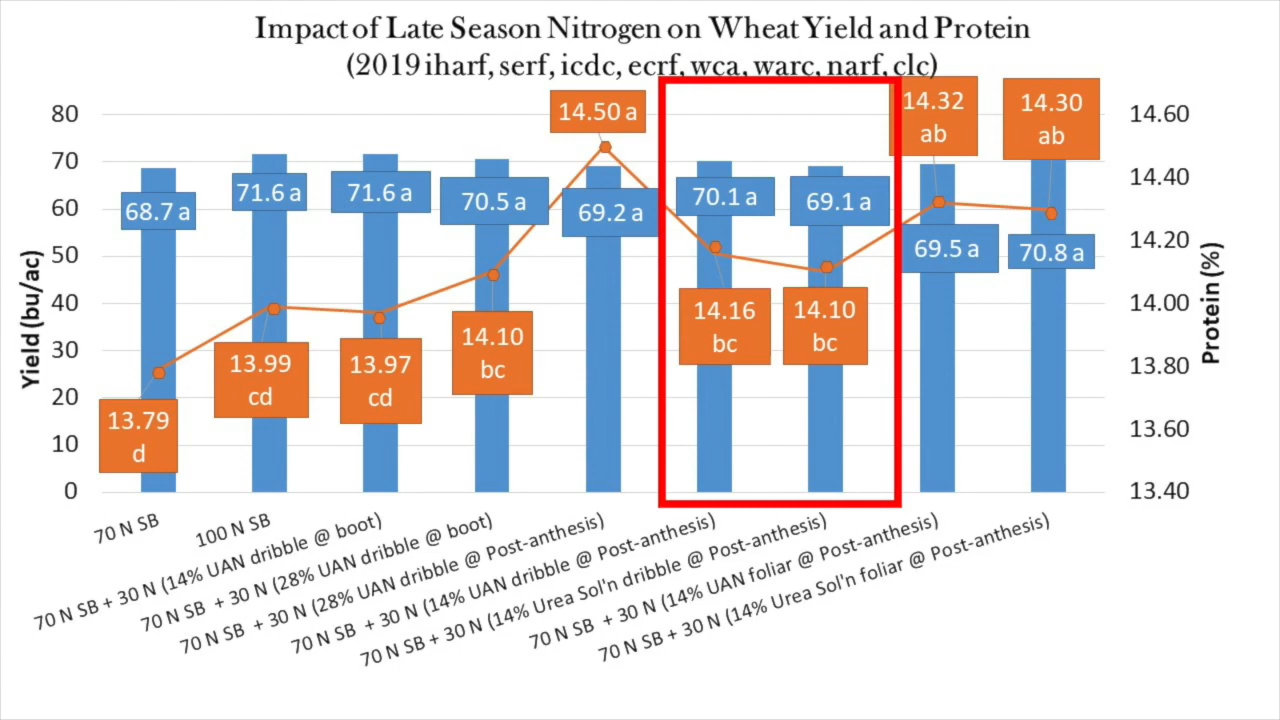 Impact of Late Season Nitrogen on Wheat Yield and Protein
(2019 iharf, serf, icdc, ecrf, wca, warc, narf, clc)
Yield (bu/ac)
80
70
60
50
40
30
20
10
0
68.7 a
71.6 a
71.6 a
70.5 a
69.2 a
70.1 a
69.1 a
69.5 a
70.8 a
13.79
d
13.99
cd
13.97
cd
14.10
bc
14.50 a
14.16
bc
14.10
bc
14.32
ab
14.30
ab
14.60
14.40
14.20
14.00
13.80
13.60
13.40
Protein (%)
70 N SB
100 N SB
70 N SB + 30 N (14% UAN dribble @ boot)
70 N SB + 30 N (28% UAN dribble @ boot)
70 N SB + 30 N (28% UAN dribble @ Post-anthesis)
70 N SB + 30 N (14% UAN dribble @ Post-anthesis)
70 N SB + 30 N (14% Urea Sol'n dribble @ Post-anthesis)
70 N SB + 30 N (14% UAN foliar @ Post-anthesis)
70 N SB + 30 N (14% Urea Sol'n foliar @ Post-anthesis)